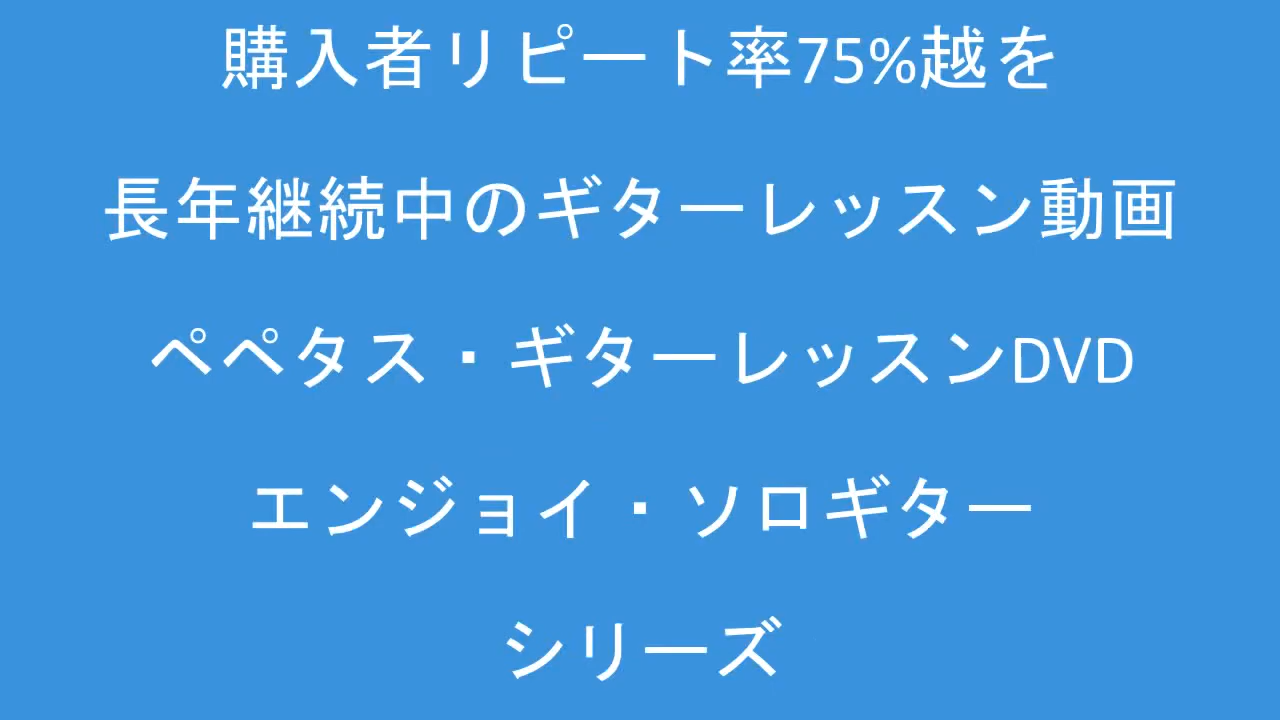 購入者リピート率75%越を
長年継続中のギターレッスン動画
ペペタス・ギターレッスンDVD
エンジョイ・ソロギター
シリーズ